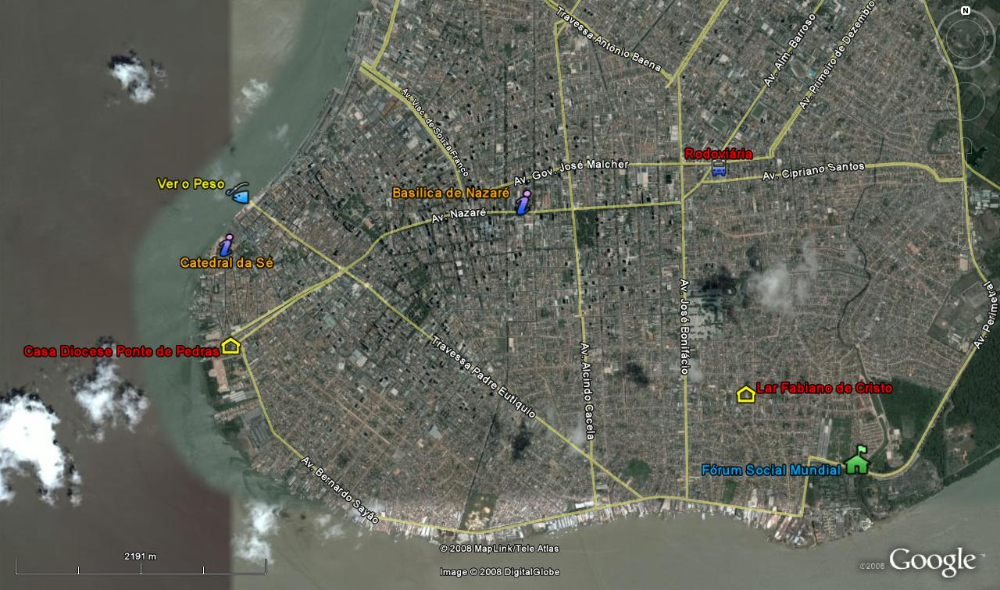 N
Travessa Antônio Baena
Av. Alm. Barroso
Av. Primeiro de Dezembro
Av. Visc. de Souza Franco
Rodoviária
Av. Gov. José Malcher
Av. Cipriano Santos
Ver o Peso
Basilica de Nazaré
Av. Nazaré
Catedral da Sé
Av. José Bonifácio
Av. Perimetral
Casa Diocese Ponte de Pedras
Travessa Padre Eutíquio
Av. Alcindo Cacela
Lar Fabiano de Cristo
Fórum Social Mundial
Av. Bernardo Sayão
2191 m
© 2008 MapLink/Tele Atlas
Image © 2008 DigitalGlobe
©2008 Google™